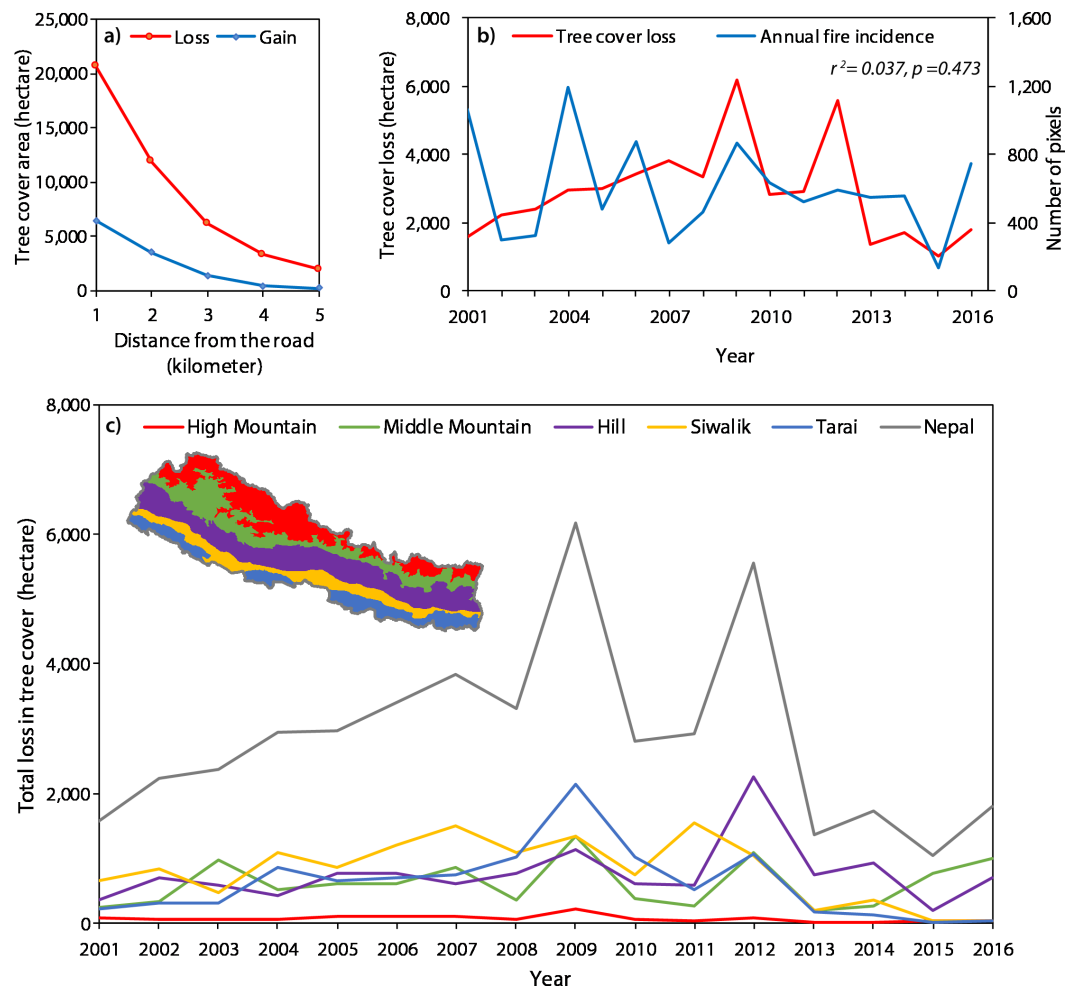 a)
Loss
Gain
25,000
20,000
15,000
10,000
5,000
0
Tree cover area (hectare)
1 2 3 4 5
Distance from the road
(kilometer)
b)
Tree cover loss
Annual fire incidence
r² = 0.037, p =0.473
8,000
6,000
4,000
2,000
0
Tree cover loss (hectare)
1,600
1,200
800
400
0
Number of pixels
2001 2004 2007 2010 2013 2016
Year
c)
High Mountain
Middle Mountain
Hill
Siwalik
Tarai
Nepal
8,000
6,000
4,000
2,000
0
Total loss in tree cover (hectare)
2001 2002 2003 2004 2005 2006 2007 2008 2009 2010 2011 2012 2013 2014 2015 2016
Year